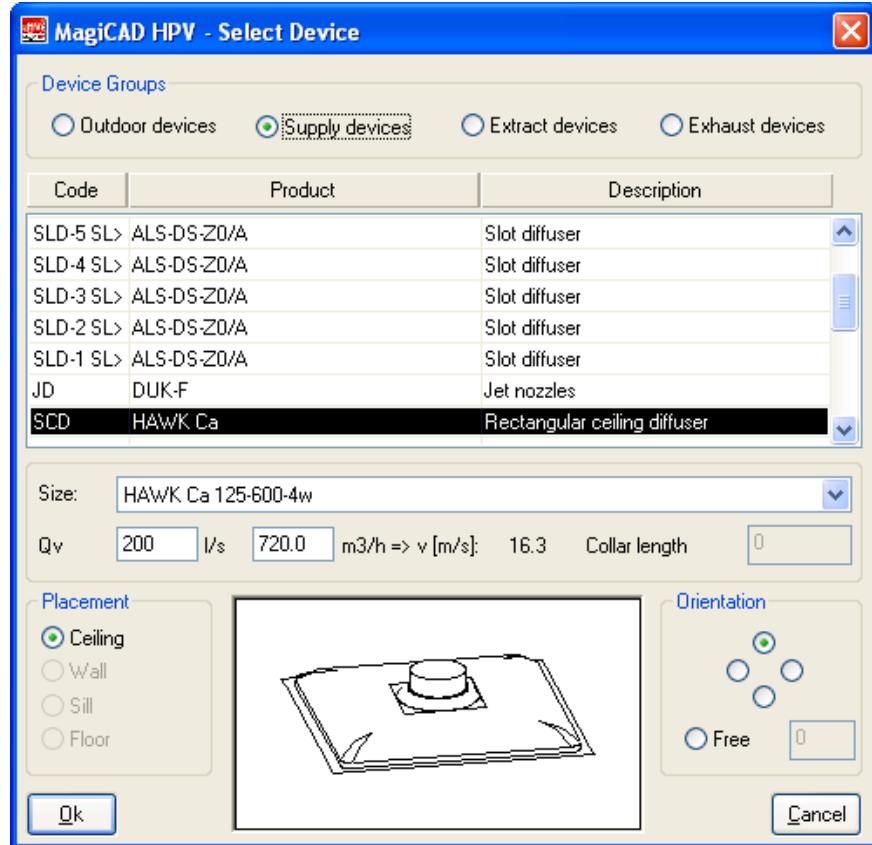 MagiCAD HPV - Select Device
Device Groups
Outdoor devices Supply devices Extract devices Exhaust devices
Code Product Description
SLD-5 SL> ALS-DS-Z0/A Slot diffuser
SLD-4 SL> ALS-DS-Z0/A Slot diffuser
SLD-3 SL> ALS-DS-Z0/A Slot diffuser
SLD-2 SL> ALS-DS-Z0/A Slot diffuser
SLD-1 SL> ALS-DS-Z0/A Slot diffuser
JD DUK-F Jet nozzles
SCD HAWK Ca Rectangular ceiling diffuser
Size: HAWK Ca 125-600-4w
Qv 200 l/s 720.0 m3/h => v [m/s]: 16.3 Collar length 0
Placement Orientation
Ceiling
Wall
Sill
Floor Free 0
Ok Cancel